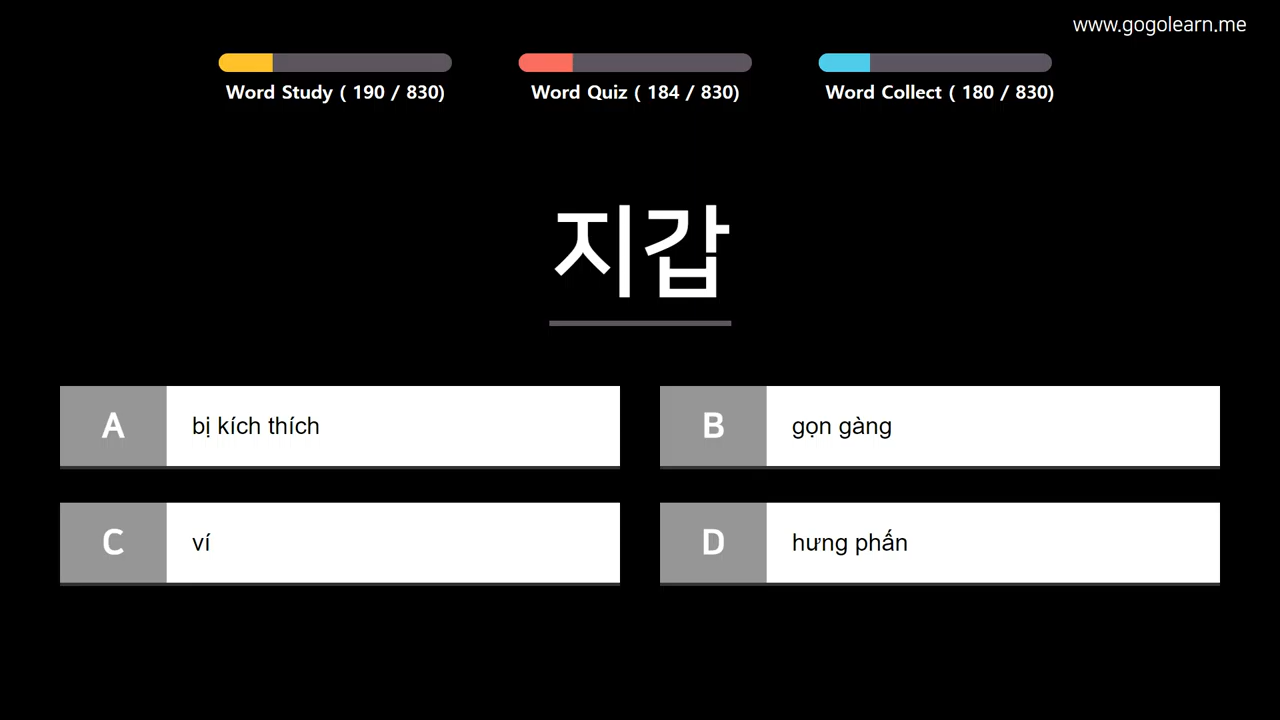 www.gogolearn.me
Word Study ( 190 / 830)
Word Quiz ( 184 / 830)
Word Collect ( 180 / 830)
지갑
A bị kích thích
B gọn gàng
C ví
D hưng phấn